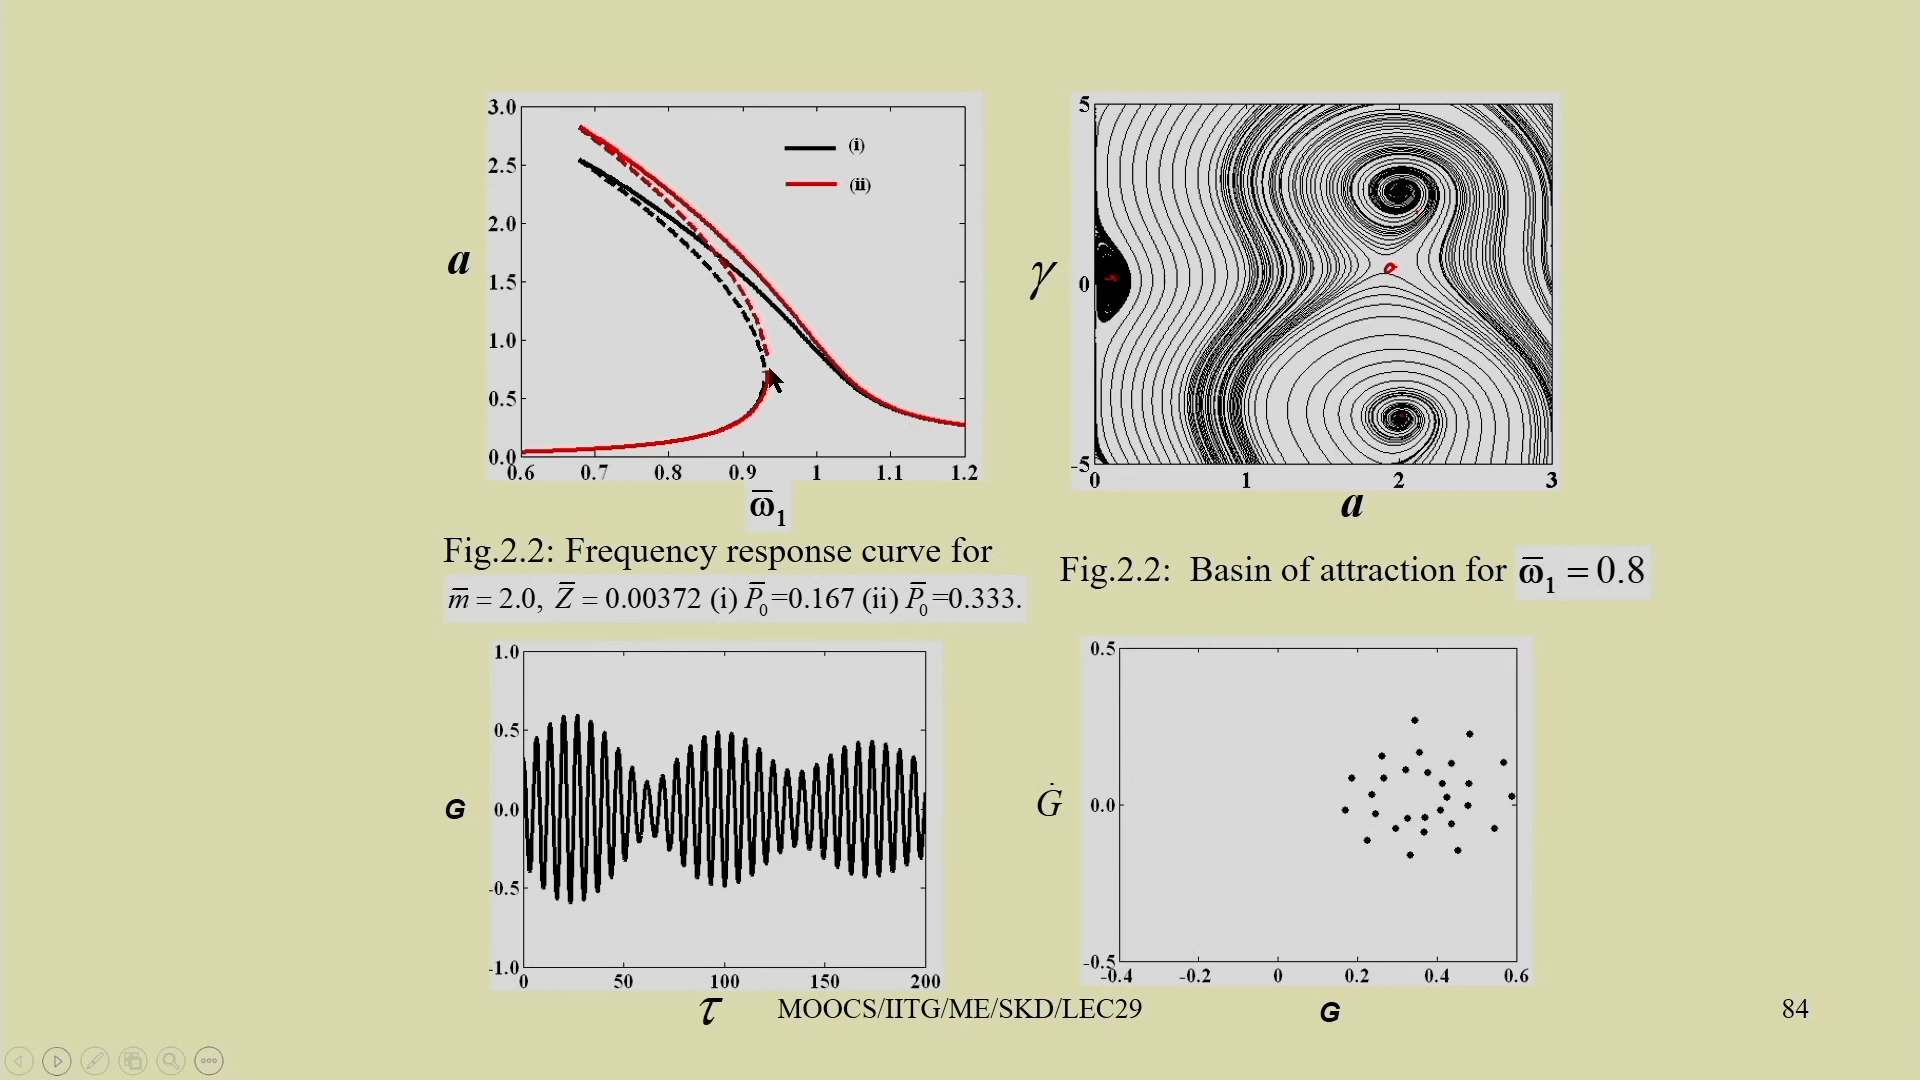 3.0
2.5
2.0
1.5
1.0
0.5
0.0
a
(i)
(ii)
0.6 0.7 0.8 0.9 1 1.1 1.2
ω̅₁
5
0
-5
γ
0 1 2 3
a
Fig.2.2: Frequency response curve for
m̅ = 2.0, Z̅ = 0.00372 (i) P̅₀=0.167 (ii) P̅₀=0.333.
Fig.2.2: Basin of attraction for ω̅₁ = 0.8
1.0
0.5
0.0
-0.5
-1.0
G
0 50 100 150 200
τ
0.5
0.0
-0.5
Ġ
-0.4 -0.2 0 0.2 0.4 0.6
G
MOOCS/IITG/ME/SKD/LEC29
84